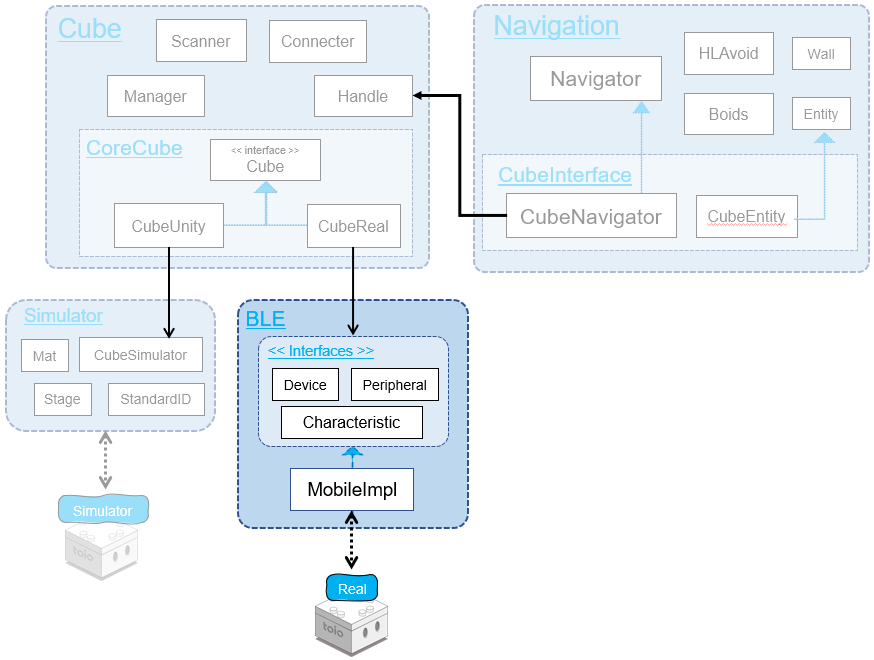 Cube
Scanner
Connecter
Manager
Handle
CoreCube
<< interface >>
Cube
CubeUnity
CubeReal
Navigation
Navigator
HLAvoid
Wall
Boids
Entity
CubeInterface
CubeNavigator
CubeEntity
Simulator
Mat
CubeSimulator
Stage
StandardID
Simulator
toio
BLE
<< Interfaces >>
Device
Peripheral
Characteristic
MobileImpl
Real
toio